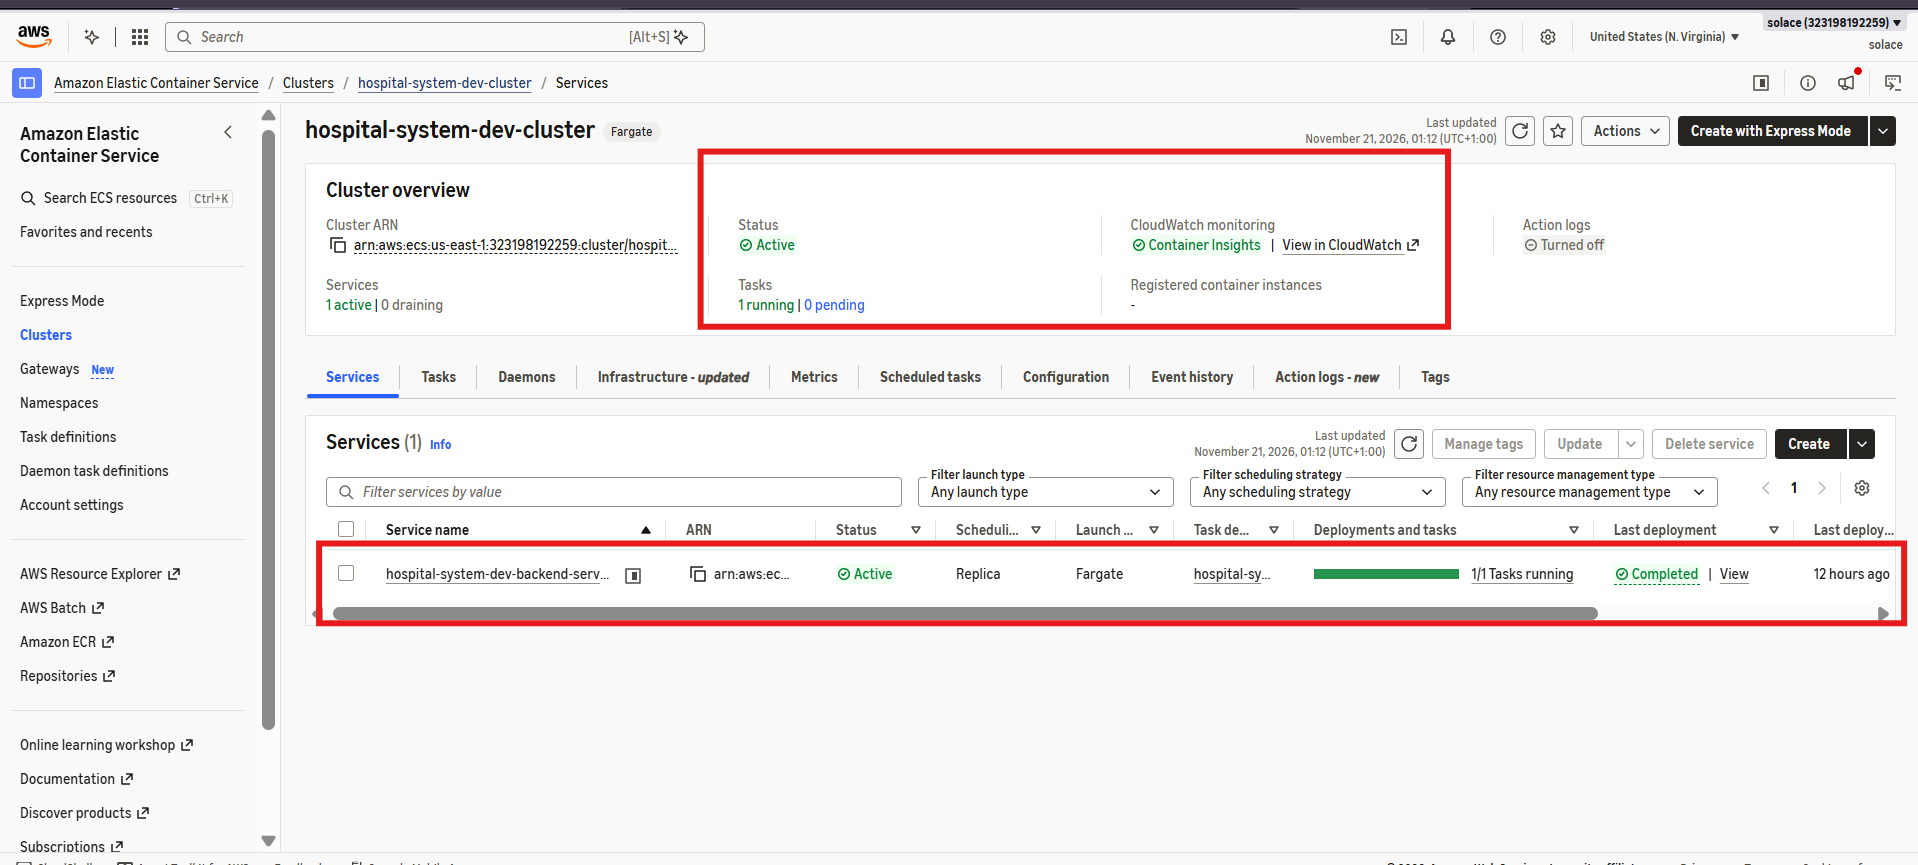 aws
Search [Alt+S]
United States (N. Virginia)
solace (323198192259)
solace
Amazon Elastic Container Service / Clusters / hospital-system-dev-cluster / Services
Amazon Elastic
Container Service
Search ECS resources Ctrl+K
Favorites and recents
Express Mode
Clusters
Gateways New
Namespaces
Task definitions
Daemon task definitions
Account settings
AWS Resource Explorer
AWS Batch
Amazon ECR
Repositories
Online learning workshop
Documentation
Discover products
Subscriptions
hospital-system-dev-cluster Fargate
Last updated
November 21, 2026, 01:12 (UTC+1:00)
Actions
Create with Express Mode
Cluster overview
Cluster ARN
arn:aws:ecs:us-east-1:323198192259:cluster/hospit...
Status
Active
CloudWatch monitoring
Container Insights | View in CloudWatch
Action logs
Turned off
Services
1 active | 0 draining
Tasks
1 running | 0 pending
Registered container instances
-
Services Tasks Daemons Infrastructure - updated Metrics Scheduled tasks Configuration Event history Action logs - new Tags
Services (1) Info
Last updated
November 21, 2026, 01:12 (UTC+1:00)
Manage tags Update Delete service Create
Filter services by value
Filter launch type
Any launch type
Filter scheduling strategy
Any scheduling strategy
Filter resource management type
Any resource management type
1
Service name ARN Status Scheduli... Launch ... Task de... Deployments and tasks Last deployment Last deploy...
hospital-system-dev-backend-serv... arn:aws:ec... Active Replica Fargate hospital-sy... 1/1 Tasks running Completed | View 12 hours ago